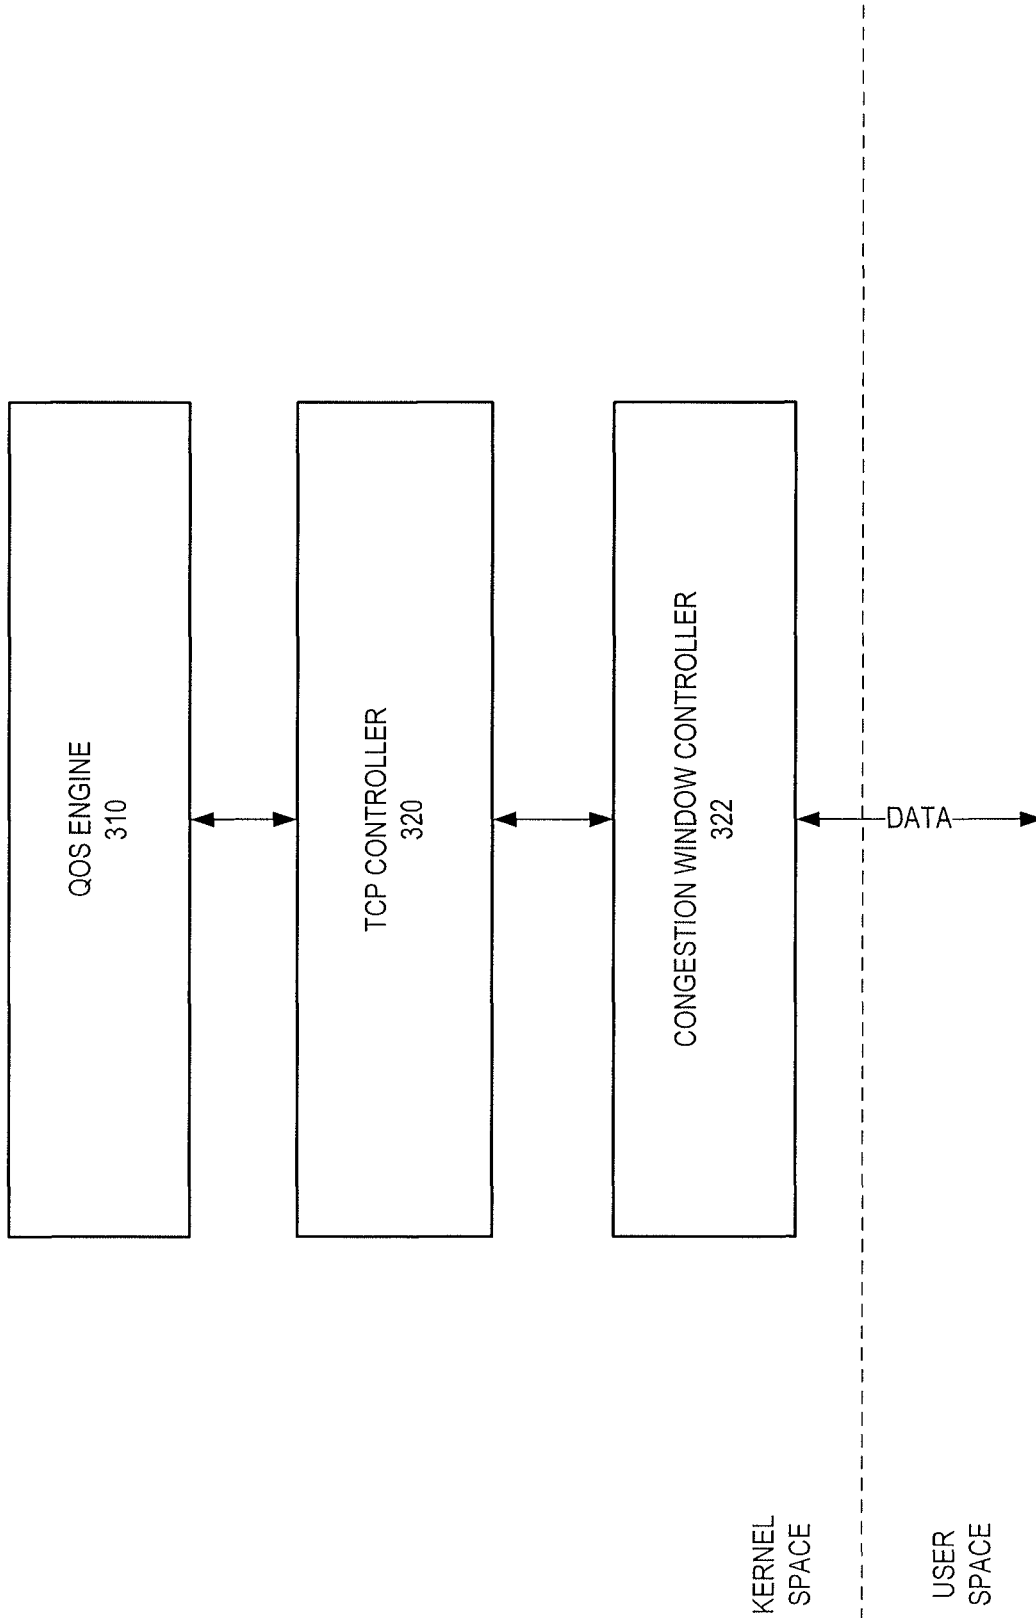 QOS ENGINE
310
TCP CONTROLLER
320
CONGESTION WINDOW CONTROLLER
322
DATA
KERNEL
SPACE
USER
SPACE